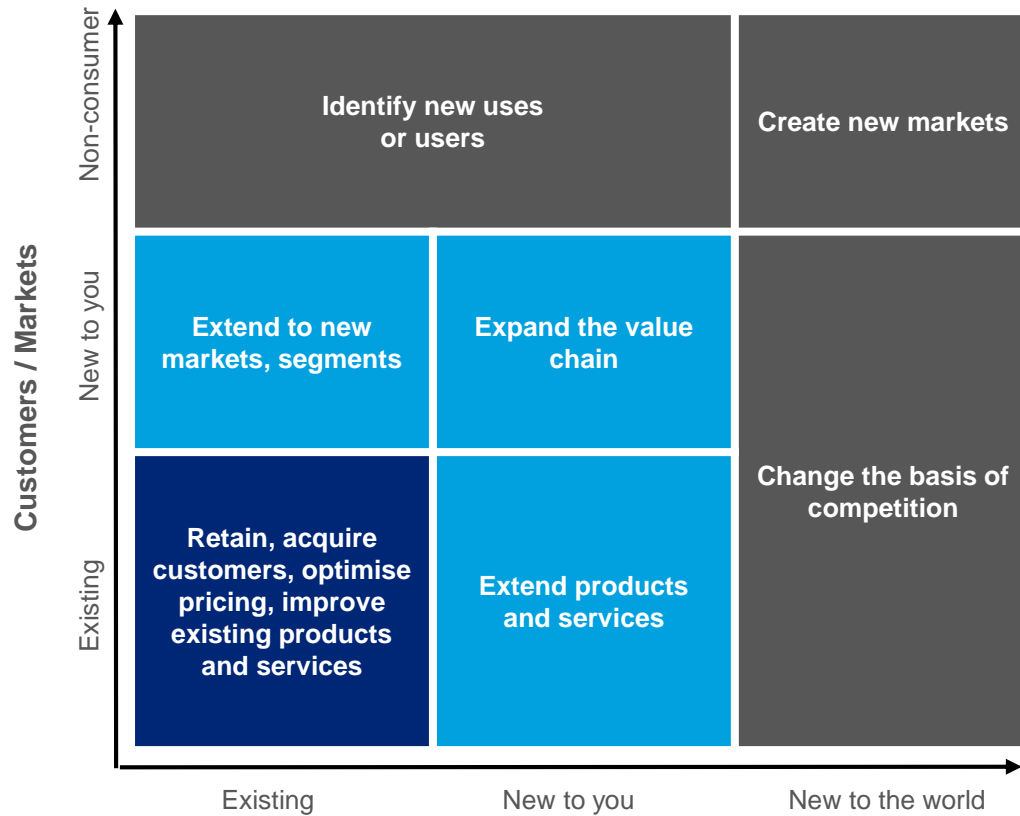 Customers / Markets
Non-consumer
New to you
Existing
Identify new uses
or users
Create new markets
Extend to new
markets, segments
Expand the value
chain
Change the basis of
competition
Retain, acquire
customers, optimise
pricing, improve
existing products
and services
Extend products
and services
Existing
New to you
New to the world